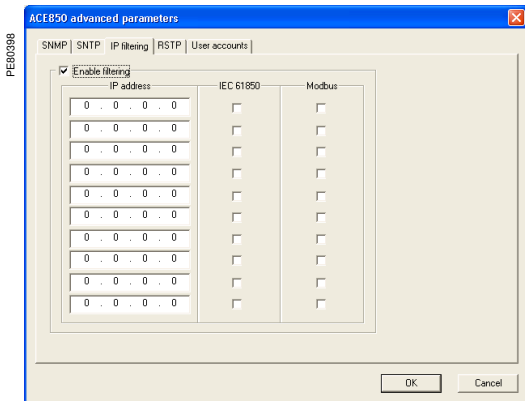 PE80398
ACE850 advanced parameters
SNMP SNTP IP filtering RSTP User accounts
Enable filtering
IP address IEC 61850 Modbus
0 . 0 . 0 . 0
0 . 0 . 0 . 0
0 . 0 . 0 . 0
0 . 0 . 0 . 0
0 . 0 . 0 . 0
0 . 0 . 0 . 0
0 . 0 . 0 . 0
0 . 0 . 0 . 0
0 . 0 . 0 . 0
0 . 0 . 0 . 0
OK Cancel